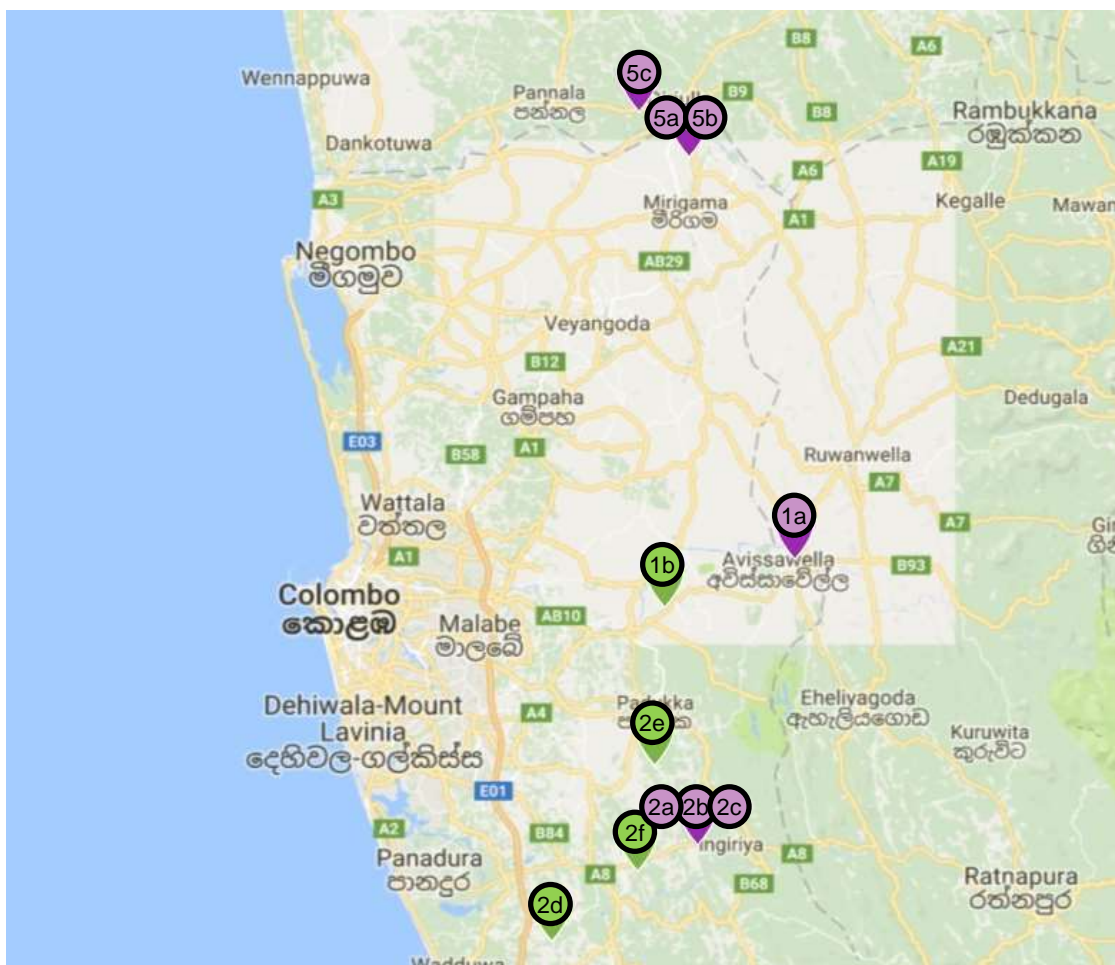 B8
5c
A6
Wennappuwa
Pannala
පන්නල
B9
5a
5b
B8
Rambukkana
රඹුක්කන
Dankotuwa
A19
A6
A3
Mirigama
මීරිගම
Kegalle
Mawan
A1
Negombo
මීගමුව
AB29
Veyangoda
A21
B12
Gampaha
ගම්පහ
Dedugala
E03
A1
B58
Ruwanwella
A7
Wattala
වත්තල
1a
A7
A1
1b
Avissawella
අවිස්සාවේල්ල
B93
Colombo
කොළඹ
Malabe
මාලබේ
AB10
Dehiwala-Mount
Lavinia
දෙහිවල-ගල්කිස්ස
A4
2e
Eheliyagoda
ඇහැලියගොඩ
Kuruwita
කුරුවිට
E01
2a
2b
2c
A2
B84
2f
Ingiriya
A8
Panadura
පානදුර
A8
B68
Ratnapura
රත්නපුර
2d
Wadduwa